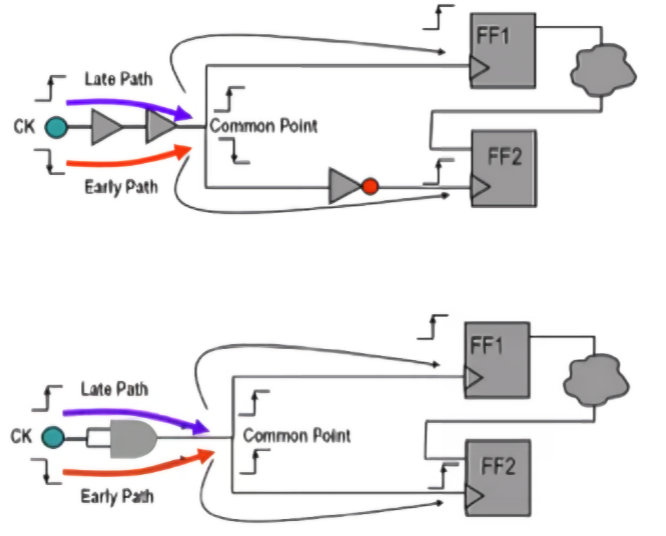 FF1
Late Path
CK
Common Point
FF2
Early Path
FF1
Late Path
CK
Common Point
FF2
Early Path